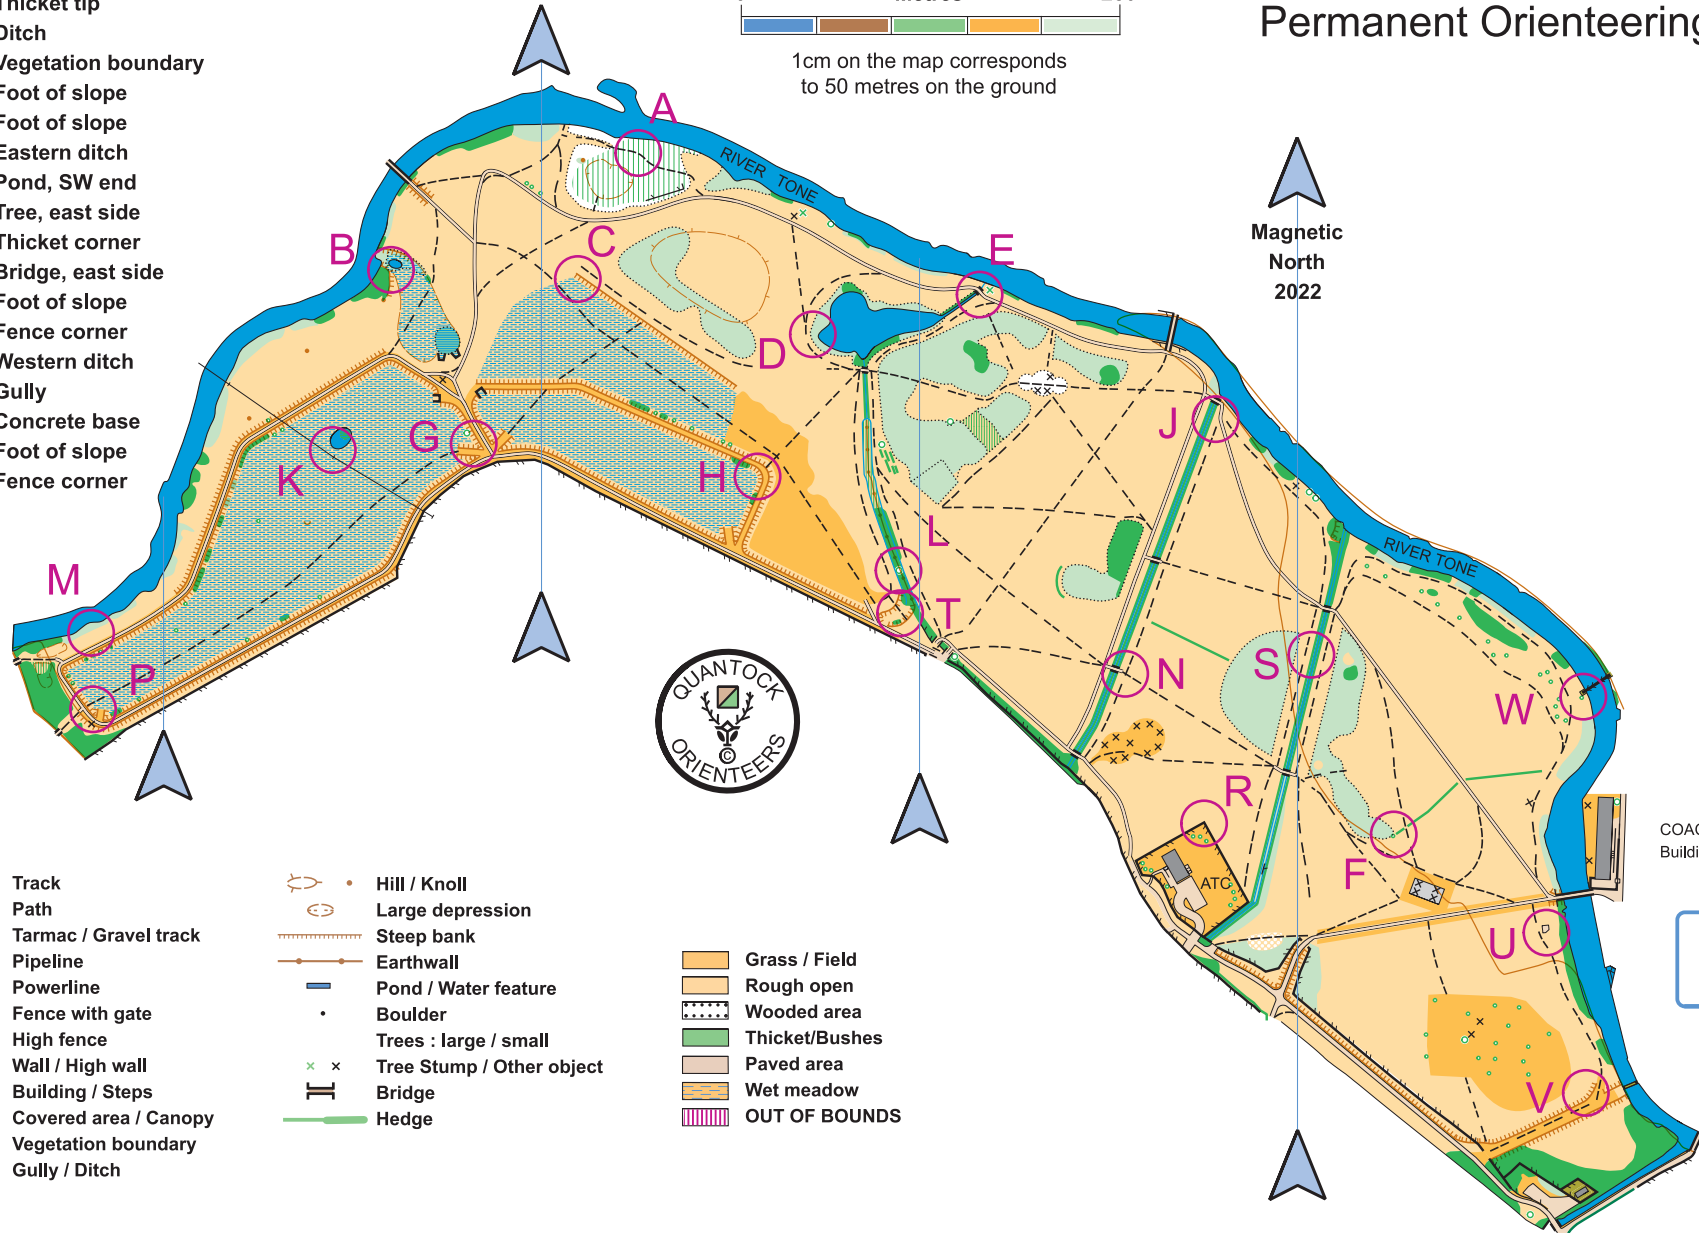 Thicket tip
Ditch
Vegetation boundary
Foot of slope
Foot of slope
Eastern ditch
Pond, SW end
Tree, east side
Thicket corner
Bridge, east side
Foot of slope
Fence corner
Western ditch
Gully
Concrete base
Foot of slope
Fence corner
1cm on the map corresponds
to 50 metres on the ground
Permanent Orienteering
Magnetic
North
2022
A
RIVER TONE
B
C
E
D
J
G
K
H
L
M
T
P
N
S
RIVER TONE
W
R
ATC
F
U
V
QUANTOCK
ORIENTEERS
©
Track
Path
Tarmac / Gravel track
Pipeline
Powerline
Fence with gate
High fence
Wall / High wall
Building / Steps
Covered area / Canopy
Vegetation boundary
Gully / Ditch
Hill / Knoll
Large depression
Steep bank
Earthwall
Pond / Water feature
Boulder
Trees : large / small
Tree Stump / Other object
Bridge
Hedge
Grass / Field
Rough open
Wooded area
Thicket/Bushes
Paved area
Wet meadow
OUT OF BOUNDS